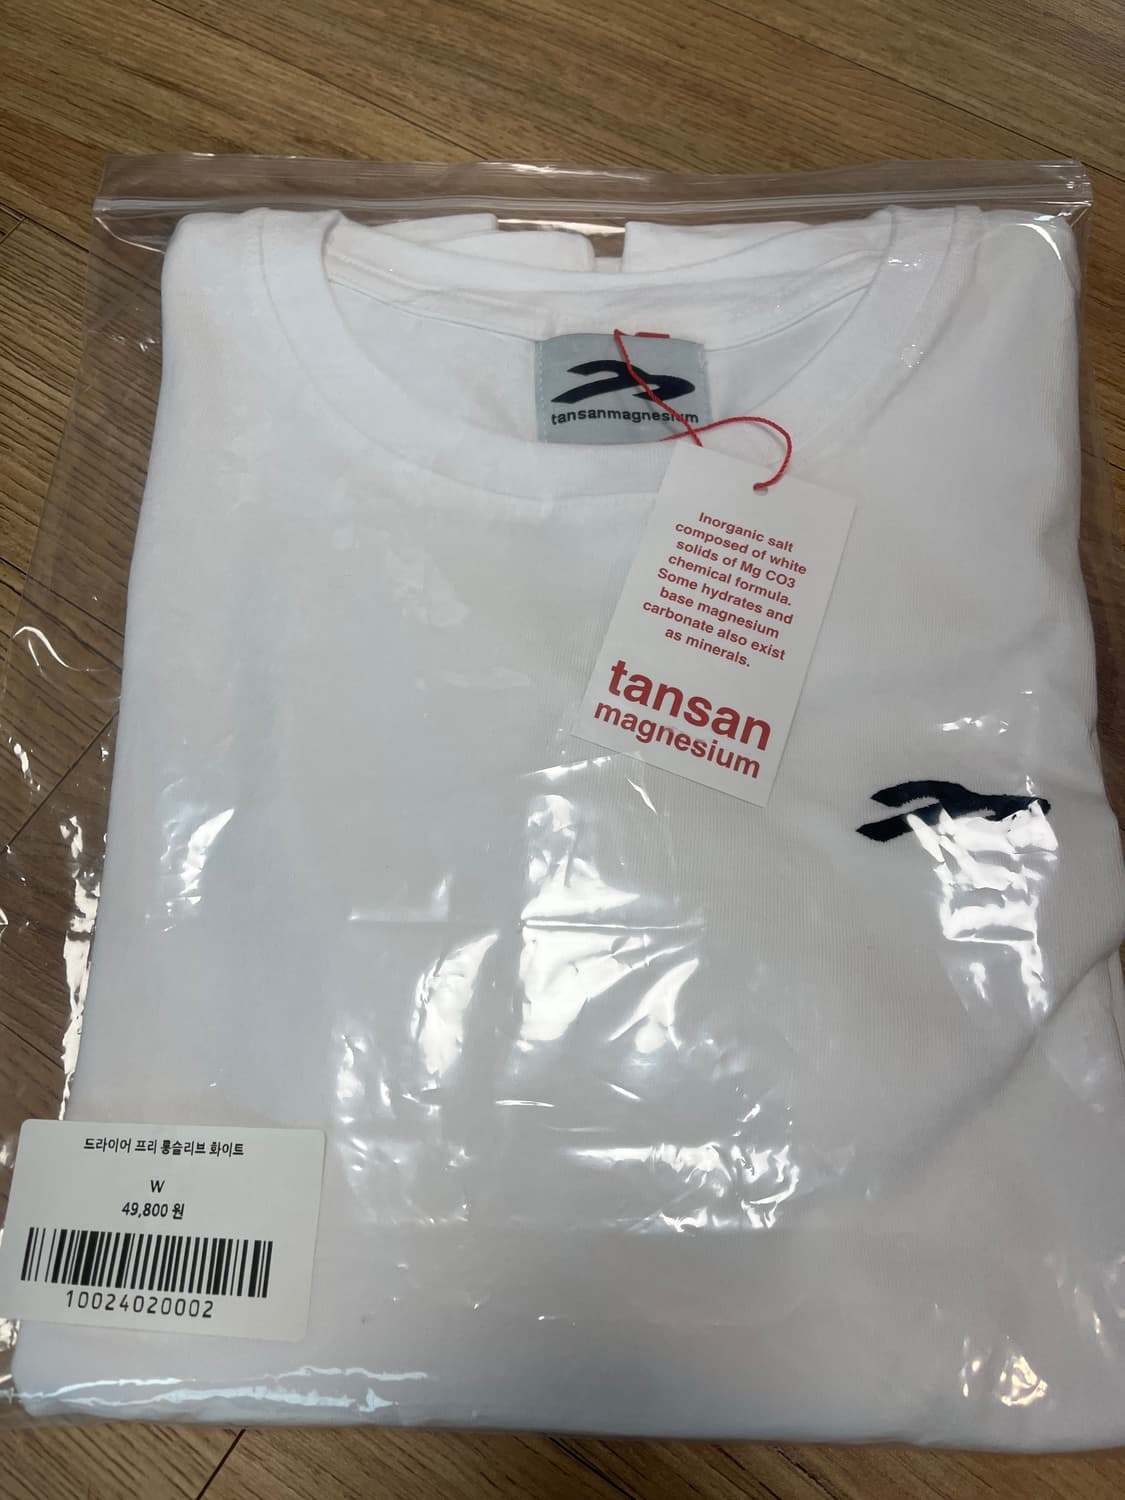 tansanmagnesium
Inorganic salt
composed of white
solids of Mg CO3
chemical formula.
Some hydrates and
base magnesium
carbonate also exist
as minerals.
tansan
magnesium
드라이어 프리 롱슬리브 화이트
W
49,800 원
10024020002